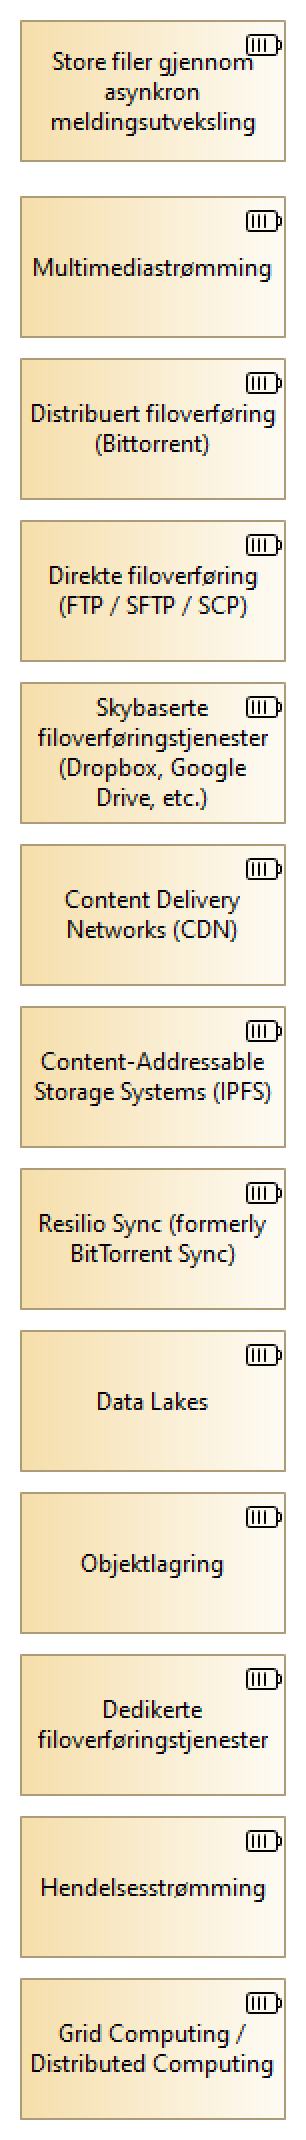 Store filer gjennom
asynkron
meldingsutveksling
Multimediastrømming
Distribuert filoverføring
(Bittorrent)
Direkte filoverføring
(FTP / SFTP / SCP)
Skybaserte
filoverføringstjenester
(Dropbox, Google
Drive, etc.)
Content Delivery
Networks (CDN)
Content-Addressable
Storage Systems (IPFS)
Resilio Sync (formerly
BitTorrent Sync)
Data Lakes
Objektlagring
Dedikerte
filoverføringstjenester
Hendelsesstrømming
Grid Computing /
Distributed Computing